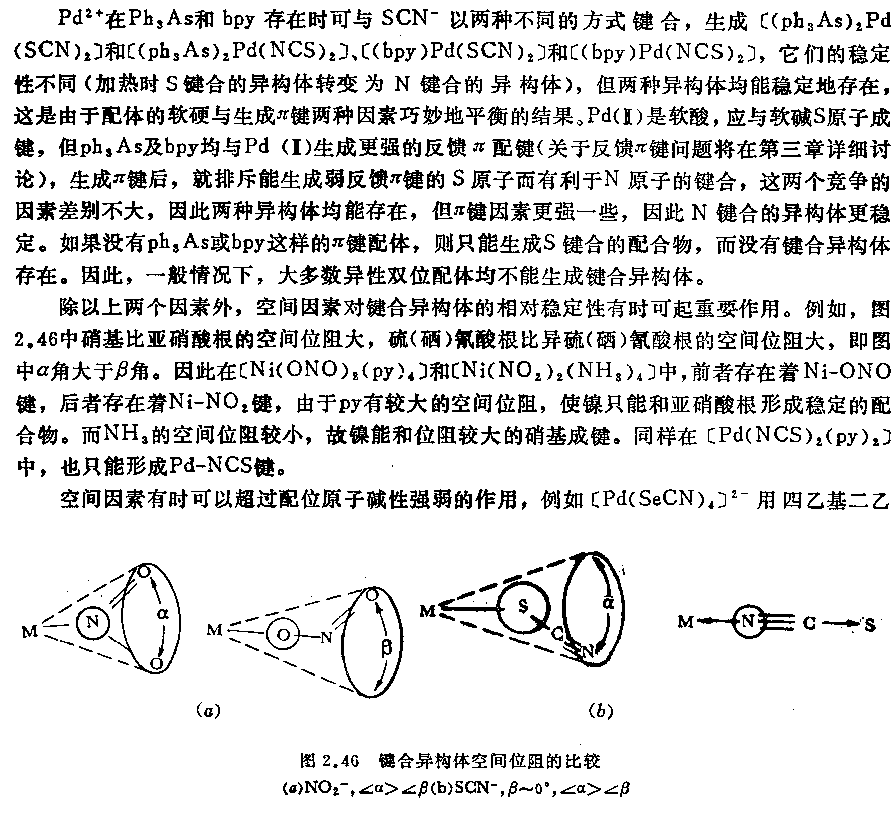 Pd²⁺在Ph₃As和 bpy 存在时可与 SCN⁻ 以两种不同的方式键合，生成〔(ph₃As)₂Pd
(SCN)₂〕和〔(ph₃As)₂Pd(NCS)₂〕、〔(bpy)Pd(SCN)₂〕和〔(bpy)Pd(NCS)₂〕，它们的稳定
性不同(加热时S键合的异构体转变为 N 键合的异构体)，但两种异构体均能稳定地存在，
这是由于配体的软硬与生成π键两种因素巧妙地平衡的结果。Pd(Ⅱ)是软酸，应与软碱S原子成
键，但ph₃As及bpy均与Pd (Ⅱ)生成更强的反馈π配键(关于反馈π键问题将在第三章详细讨
论)，生成π键后，就排斥能生成弱反馈π键的 S 原子而有利于N 原子的键合，这两个竞争的
因素差别不大，因此两种异构体均能存在，但π键因素更强一些，因此 N 键合的异构体更稳
定。如果没有ph₃As或bpy这样的π键配体，则只能生成S 键合的配合物，而没有键合异构体
存在。因此，一般情况下，大多数异性双位配体均不能生成键合异构体。
除以上两个因素外，空间因素对键合异构体的相对稳定性有时可起重要作用。例如，图
2.46中硝基比亚硝酸根的空间位阻大，硫(硒)氰酸根比异硫(硒)氰酸根的空间位阻大，即图
中α角大于β角。因此在〔Ni(ONO)₂(py)₄〕和〔Ni(NO₂)₂(NH₃)₄〕中，前者存在着Ni-ONO
键，后者存在着Ni-NO₂键，由于py有较大的空间位阻，使镍只能和亚硝酸根形成稳定的配
合物。而NH₃的空间位阻较小，故镍能和位阻较大的硝基成键。同样在〔Pd(NCS)₂(py)₂〕
中，也只能形成Pd-NCS键。
空间因素有时可以超过配位原子碱性强弱的作用，例如〔Pd(SeCN)₄〕²⁻ 用四乙基二乙
M N O O α
M O N O β
M S C N α
M N C S
(a)
(b)
图 2.46 键合异构体空间位阻的比较
(a)NO₂⁻,∠α>∠β(b)SCN⁻,β~0°,∠α>∠β